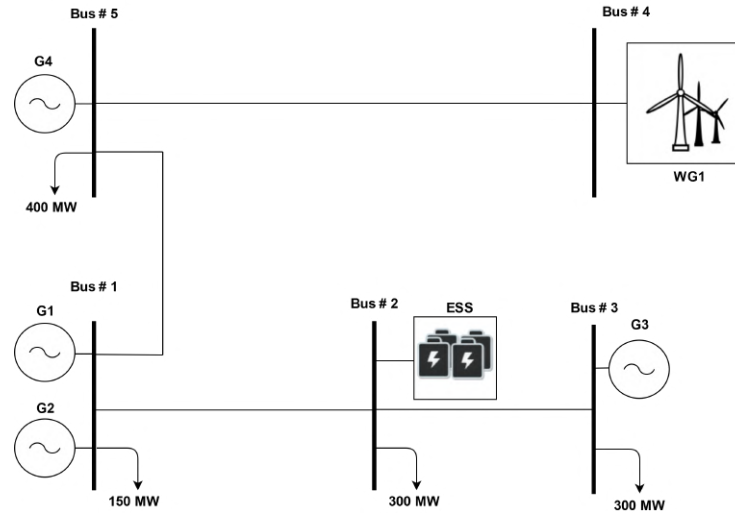 Bus # 5
Bus # 4
G4
WG1
400 MW
Bus # 1
Bus # 2
ESS
Bus # 3
G1
G3
G2
150 MW
300 MW
300 MW